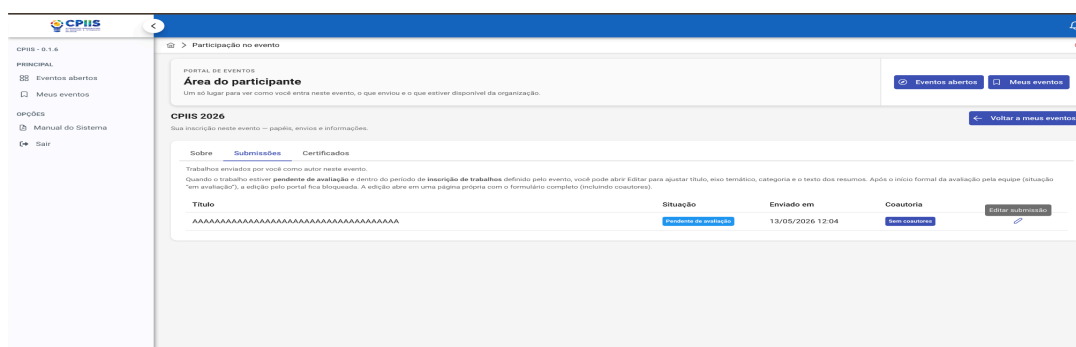 CPIIS
CPIIS - 0.1.6
PRINCIPAL
Eventos abertos
Meus eventos
OPÇÕES
Manual do Sistema
Sair
Participação no evento
PORTAL DE EVENTOS
Área do participante
Um só lugar para ver como você entra neste evento, o que enviou e o que estiver disponível da organização.
Eventos abertos
Meus eventos
CPIIS 2026
Sua inscrição neste evento — papéis, envios e informações.
Voltar a meus eventos
Sobre Submissões Certificados
Trabalhos enviados por você como autor neste evento.
Quando o trabalho estiver pendente de avaliação e dentro do período de inscrição de trabalhos definido pelo evento, você pode abrir Editar para ajustar título, eixo temático, categoria e o texto dos resumos. Após o início formal da avaliação pela equipe (situação
"em avaliação"), a edição pelo portal fica bloqueada. A edição abre em uma página própria com o formulário completo (incluindo coautores).
Título Situação Enviado em Coautoria
Editar submissão
AAAAAAAAAAAAAAAAAAAAAAAAAAAAAAAAAAAA Pendente de avaliação 13/05/2026 12:04 Sem coautores